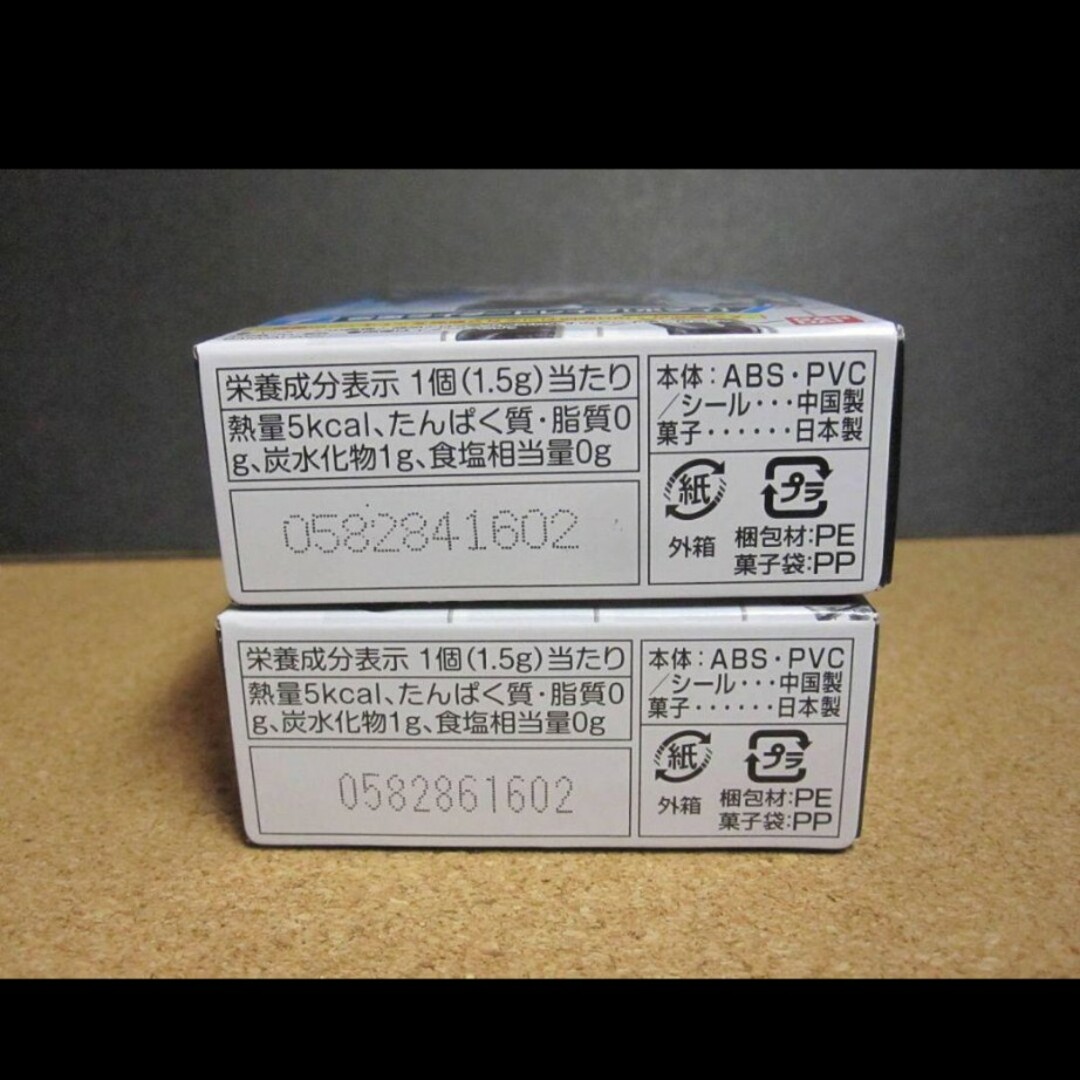 栄養成分表示 1個(1.5g)当たり
熱量5kcal、たんぱく質・脂質0
g、炭水化物1g、食塩相当量0g
0582841602
本体：ABS・PVC
／シール・・・中国製
菓子・・・・・・日本製
紙
プラ
外箱
梱包材:PE
菓子袋:PP
栄養成分表示 1個(1.5g)当たり
熱量5kcal、たんぱく質・脂質0
g、炭水化物1g、食塩相当量0g
0582861602
本体：ABS・PVC
／シール・・・中国製
菓子・・・・・・日本製
紙
プラ
外箱
梱包材:PE
菓子袋:PP